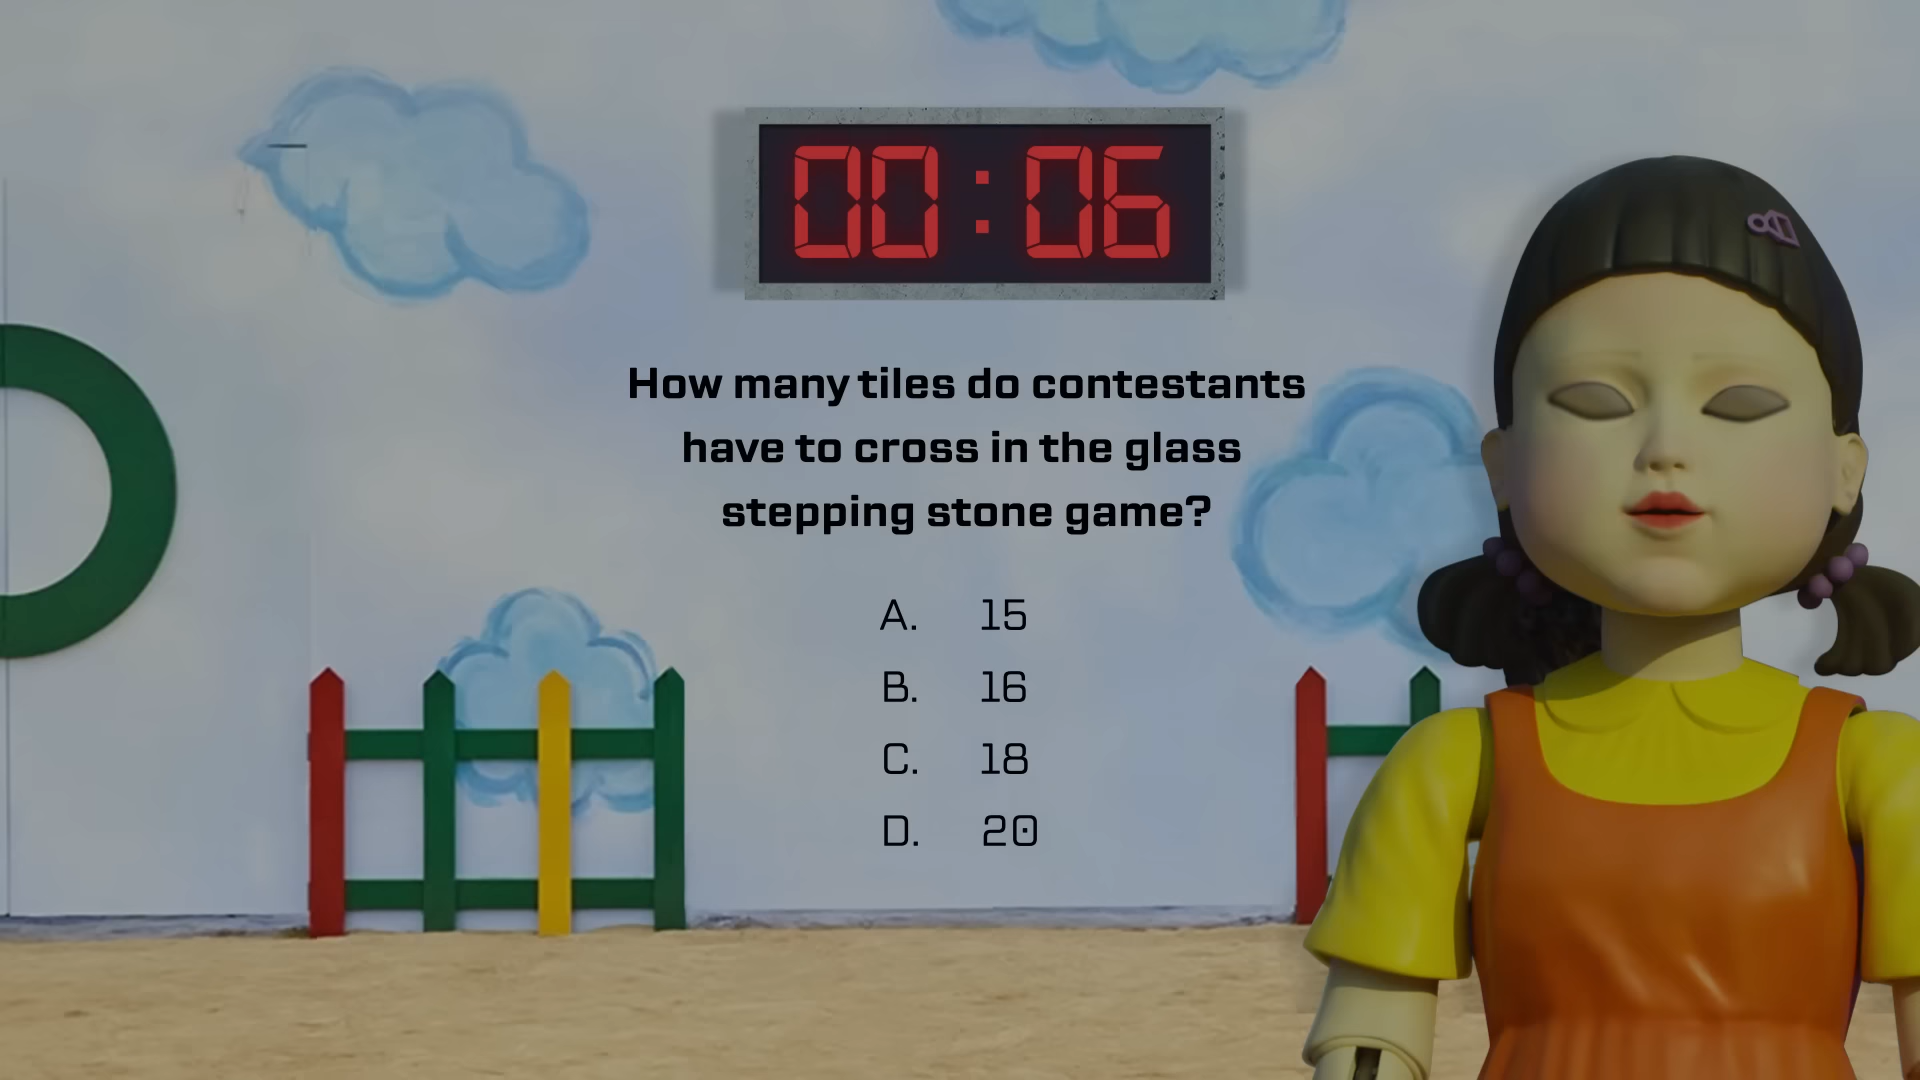 00:06
How many tiles do contestants
have to cross in the glass
stepping stone game?
A. 15
B. 16
C. 18
D. 20